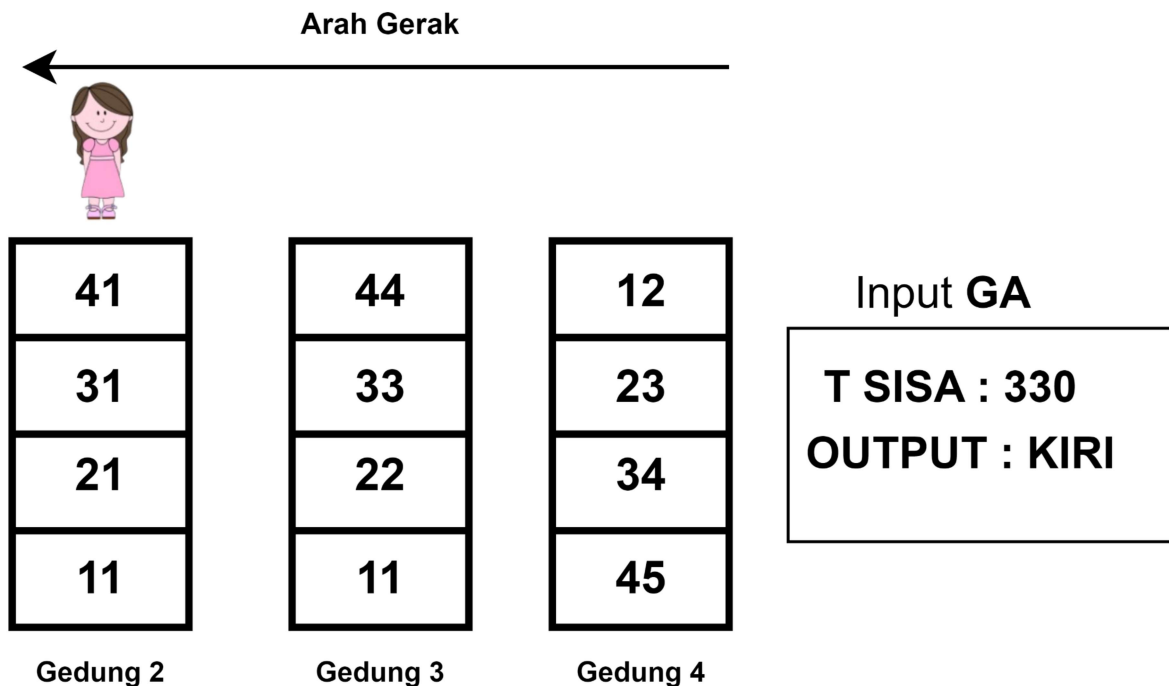 Arah Gerak
41 44 12
31 33 23
21 22 34
11 11 45
Gedung 2 Gedung 3 Gedung 4
Input GA
T SISA : 330
OUTPUT : KIRI